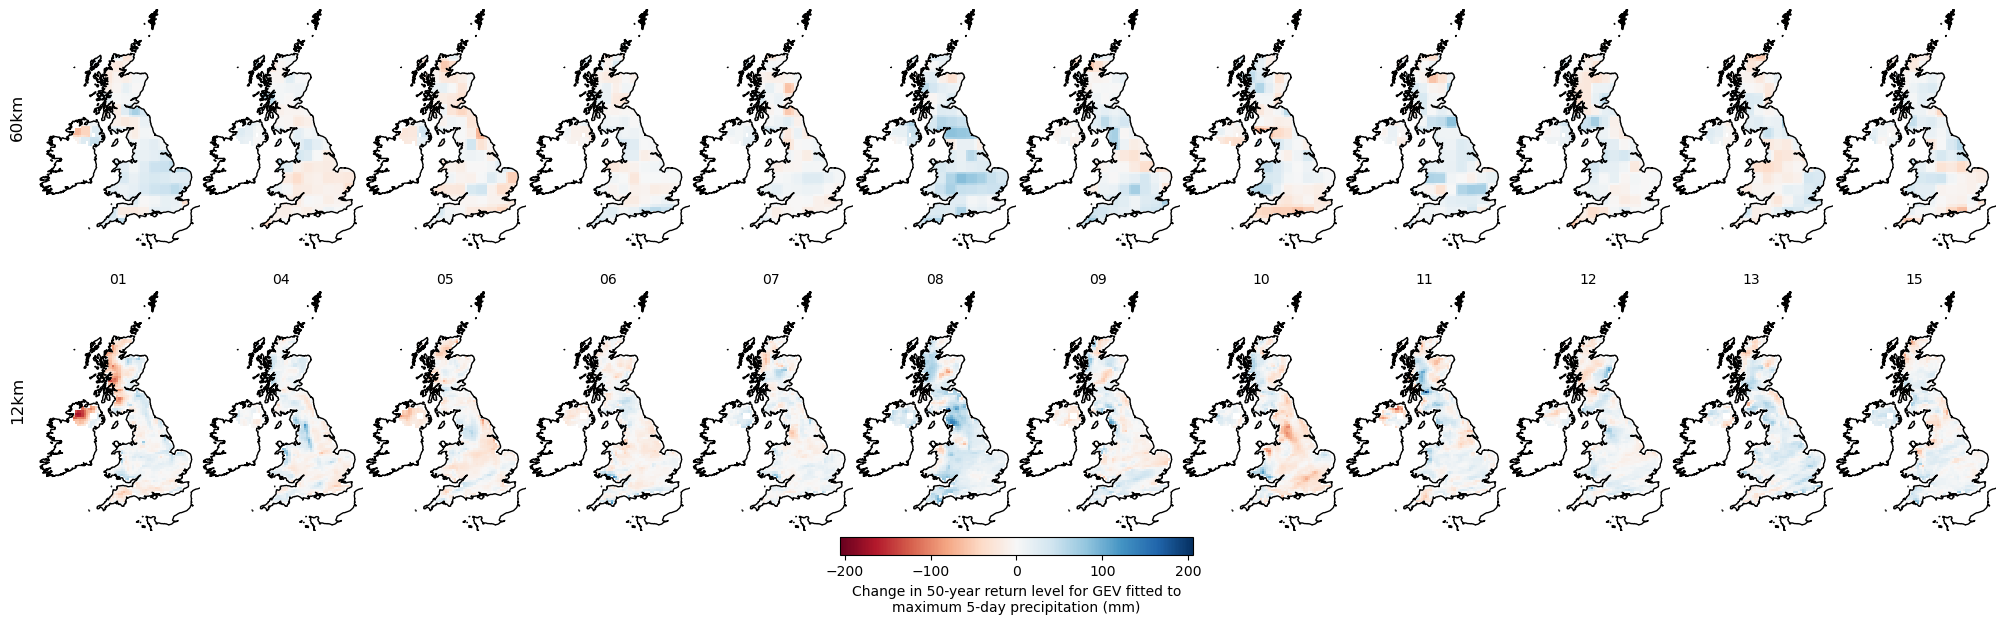 60km
01 04 05 06 07 08 09 10 11 12 13 15
12km
−200 −100 0 100 200
Change in 50-year return level for GEV fitted to
maximum 5-day precipitation (mm)